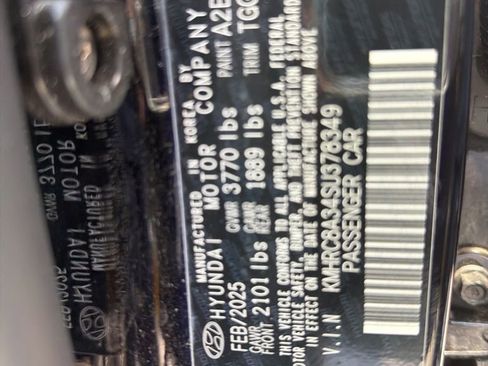 MANUFACTURED IN KOREA BY
HYUNDAI MOTOR COMPANY
FEB/2025 GVWR 3770 lbs PAINT A2B
GAWR FRONT 2101 lbs GAWR REAR 1889 lbs TRIM TGG
THIS VEHICLE CONFORMS TO ALL APPLICABLE U.S.A. FEDERAL
MOTOR VEHICLE SAFETY, BUMPER, AND THEFT PREVENTION STANDARDS
IN EFFECT ON THE DATE OF MANUFACTURE SHOWN ABOVE
V.I.N KMHRC8A34SU378349
PASSENGER CAR